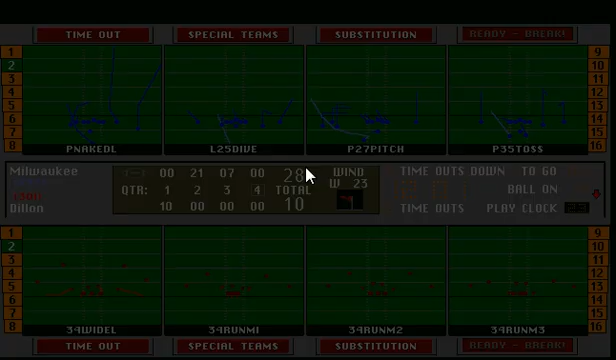 TIME OUT SPECIAL TEAMS SUBSTITUTION READY - BREAK!
1 9
2 10
3 11
4 12
5 13
6 14
7 15
8 16
PNAKEDL L25DIVE P27PITCH P35TOSS
Milwaukee 00 21 07 00 28 WIND TIME OUTS DOWN TO GO
QTR: 1 2 3 4 TOTAL W 23 BALL ON
Dillon 10 00 00 00 10 TIME OUTS PLAY CLOCK 23
1 9
2 10
3 11
4 12
5 13
6 14
7 15
8 16
34WIDEL 34RUNM1 34RUNM2 34RUNM3
TIME OUT SPECIAL TEAMS SUBSTITUTION READY - BREAK!